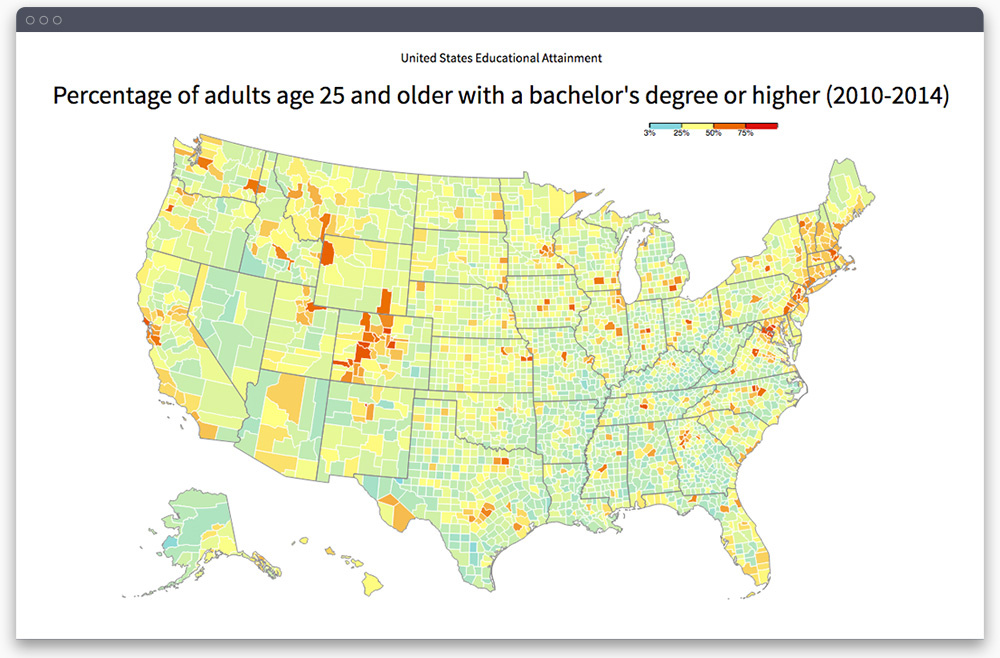 United States Educational Attainment
Percentage of adults age 25 and older with a bachelor's degree or higher (2010-2014)
3% 25% 50% 75%